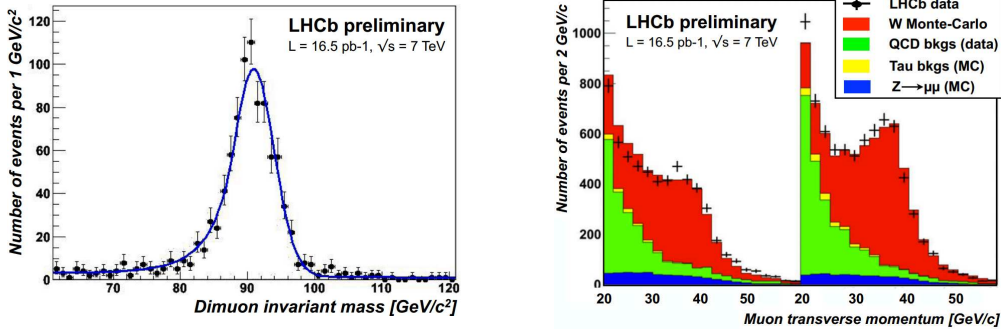 LHCb preliminary
L = 16.5 pb-1, √s = 7 TeV
Number of events per 1 GeV/c²
120
100
80
60
40
20
0
70
80
90
100
110
120
Dimuon invariant mass [GeV/c²]
LHCb preliminary
L = 16.5 pb-1, √s = 7 TeV
LHCb data
W Monte-Carlo
QCD bkgs (data)
Tau bkgs (MC)
Z→μμ (MC)
Number of events per 2 GeV/c
1000
800
600
400
200
0
20
30
40
50
20
30
40
50
Muon transverse momentum [GeV/c]